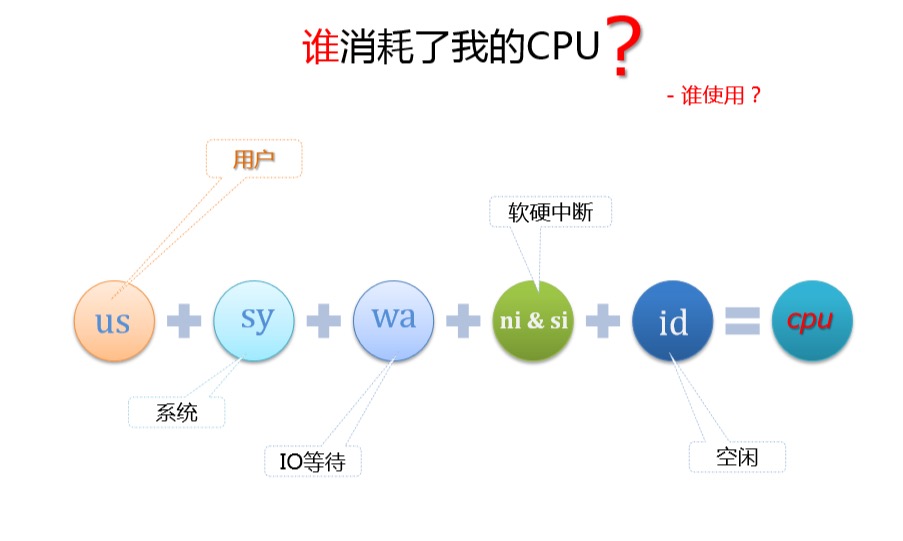 谁消耗了我的CPU?
- 谁使用?
用户
软硬中断
us + sy + wa + ni & si + id = cpu
系统
IO等待
空闲